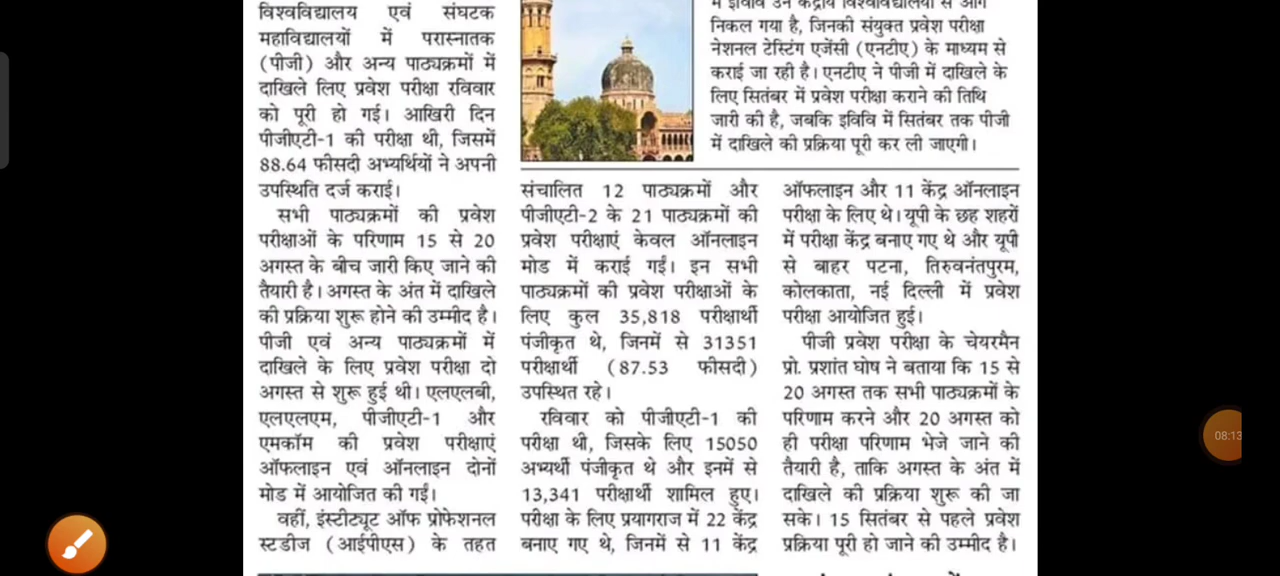 विश्वविद्यालय एवं संघटक
महाविद्यालयों में परास्नातक
(पीजी) और अन्य पाठ्यक्रमों में
दाखिले लिए प्रवेश परीक्षा रविवार
को पूरी हो गई। आखिरी दिन
पीजीएटी-1 की परीक्षा थी, जिसमें
88.64 फीसदी अभ्यर्थियों ने अपनी
उपस्थिति दर्ज कराई।
सभी पाठ्यक्रमों की प्रवेश
परीक्षाओं के परिणाम 15 से 20
अगस्त के बीच जारी किए जाने की
तैयारी है। अगस्त के अंत में दाखिले
की प्रक्रिया शुरू होने की उम्मीद है।
पीजी एवं अन्य पाठ्यक्रमों में
दाखिले के लिए प्रवेश परीक्षा दो
अगस्त से शुरू हुई थी। एलएलबी,
एलएलएम, पीजीएटी-1 और
एमकॉम की प्रवेश परीक्षाएं
ऑफलाइन एवं ऑनलाइन दोनों
मोड में आयोजित की गईं।
वहीं, इंस्टीट्यूट ऑफ प्रोफेशनल
स्टडीज (आईपीएस) के तहत
में इविवि उन केंद्रीय विश्वविद्यालयों से आगे
निकल गया है, जिनकी संयुक्त प्रवेश परीक्षा
नेशनल टेस्टिंग एजेंसी (एनटीए) के माध्यम से
कराई जा रही है। एनटीए ने पीजी में दाखिले के
लिए सितंबर में प्रवेश परीक्षा कराने की तिथि
जारी की है, जबकि इविवि में सितंबर तक पीजी
में दाखिले की प्रक्रिया पूरी कर ली जाएगी।
संचालित 12 पाठ्यक्रमों और
पीजीएटी-2 के 21 पाठ्यक्रमों की
प्रवेश परीक्षाएं केवल ऑनलाइन
मोड में कराई गईं। इन सभी
पाठ्यक्रमों की प्रवेश परीक्षाओं के
लिए कुल 35,818 परीक्षार्थी
पंजीकृत थे, जिनमें से 31351
परीक्षार्थी (87.53 फीसदी)
उपस्थित रहे।
रविवार को पीजीएटी-1 की
परीक्षा थी, जिसके लिए 15050
अभ्यर्थी पंजीकृत थे और इनमें से
13,341 परीक्षार्थी शामिल हुए।
परीक्षा के लिए प्रयागराज में 22 केंद्र
बनाए गए थे, जिनमें से 11 केंद्र
ऑफलाइन और 11 केंद्र ऑनलाइन
परीक्षा के लिए थे। यूपी के छह शहरों
में परीक्षा केंद्र बनाए गए थे और यूपी
से बाहर पटना, तिरुवनंतपुरम,
कोलकाता, नई दिल्ली में प्रवेश
परीक्षा आयोजित हुई।
पीजी प्रवेश परीक्षा के चेयरमैन
प्रो. प्रशांत घोष ने बताया कि 15 से
20 अगस्त तक सभी पाठ्यक्रमों के
परिणाम करने और 20 अगस्त को
ही परीक्षा परिणाम भेजे जाने की
तैयारी है, ताकि अगस्त के अंत में
दाखिले की प्रक्रिया शुरू की जा
सके। 15 सितंबर से पहले प्रवेश
प्रक्रिया पूरी हो जाने की उम्मीद है।
08:13